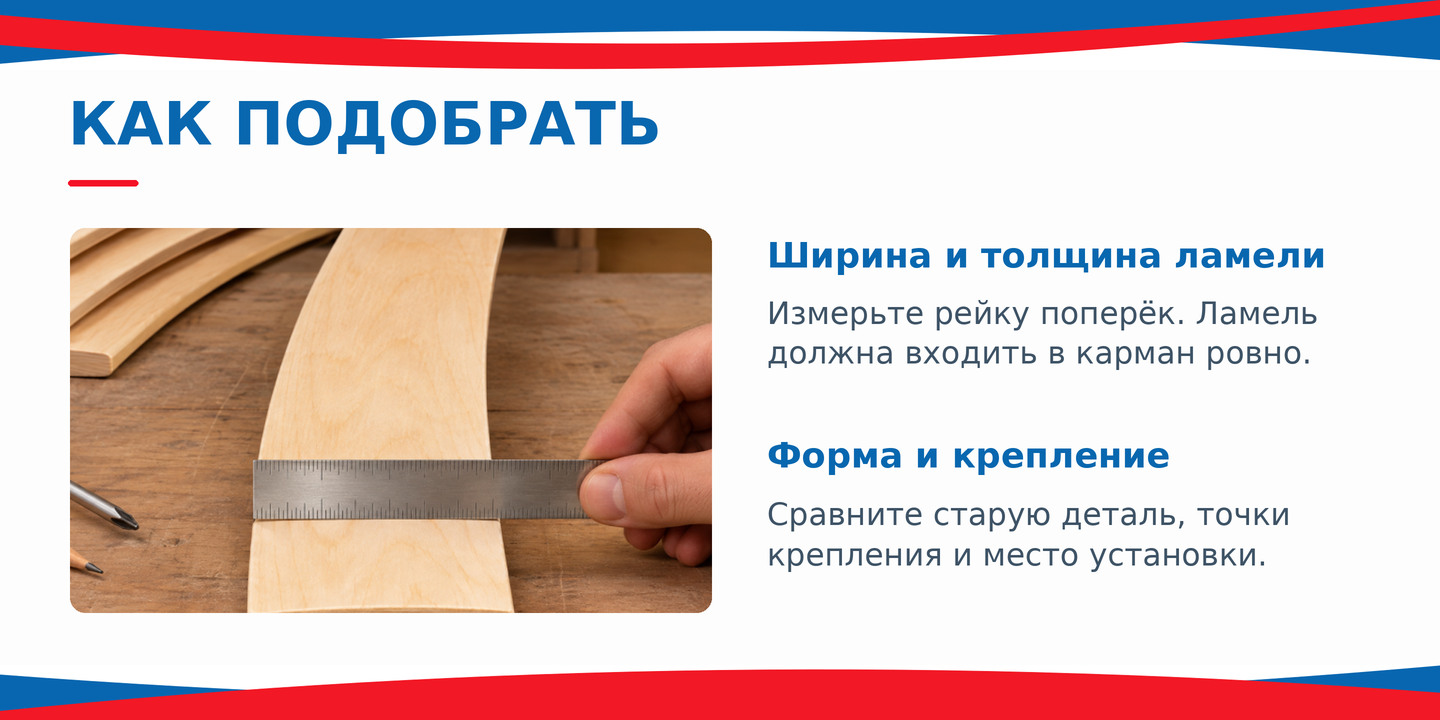 КАК ПОДОБРАТЬ
Ширина и толщина ламели
Измерьте рейку поперёк. Ламель
должна входить в карман ровно.
Форма и крепление
Сравните старую деталь, точки
крепления и место установки.